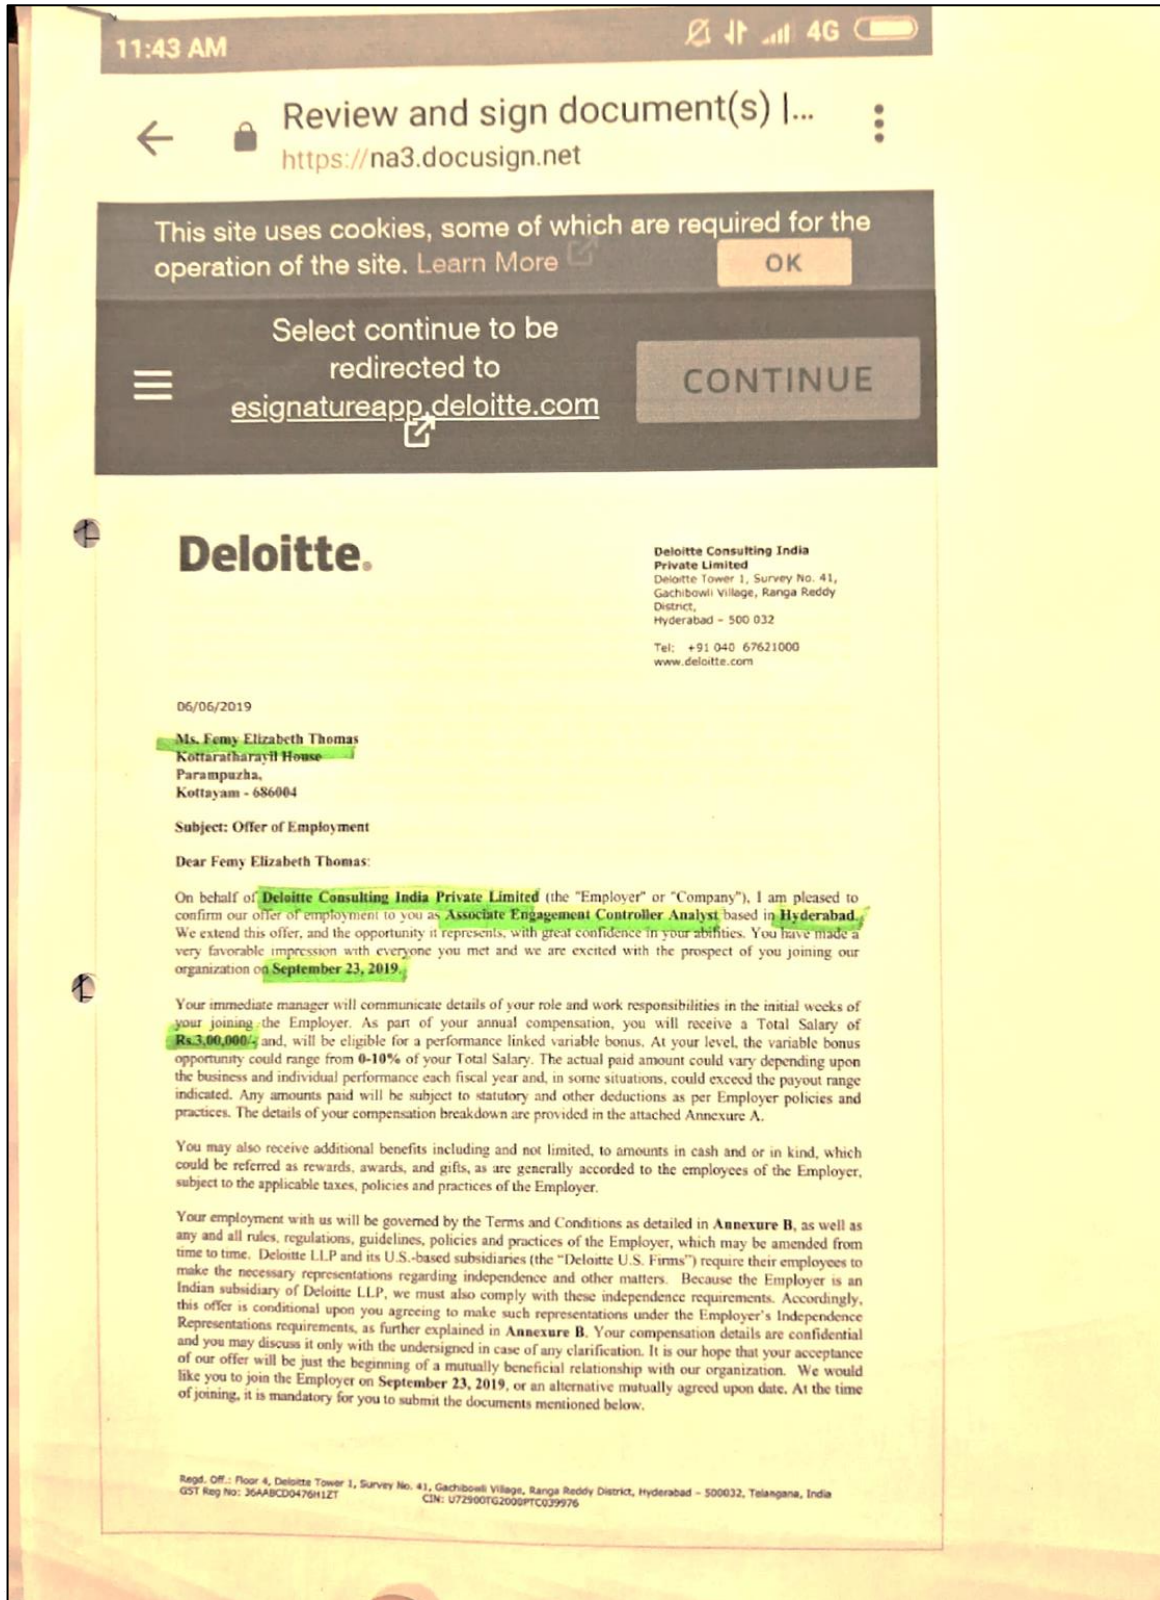 11:43 AM 4G
Review and sign document(s) |...
https://na3.docusign.net
This site uses cookies, some of which are required for the
operation of the site. Learn More
OK
Select continue to be
redirected to
esignatureapp.deloitte.com
CONTINUE
Deloitte.
Deloitte Consulting India
Private Limited
Deloitte Tower 1, Survey No. 41,
Gachibowli Village, Ranga Reddy
District,
Hyderabad – 500 032
Tel: +91 040 67621000
www.deloitte.com
06/06/2019
Ms. Femy Elizabeth Thomas
Kottaratharayil House
Parampuzha,
Kottayam - 686004
Subject: Offer of Employment
Dear Femy Elizabeth Thomas:
On behalf of Deloitte Consulting India Private Limited (the "Employer" or "Company"), I am pleased to
confirm our offer of employment to you as Associate Engagement Controller Analyst based in Hyderabad.
We extend this offer, and the opportunity it represents, with great confidence in your abilities. You have made a
very favorable impression with everyone you met and we are excited with the prospect of you joining our
organization on September 23, 2019.
Your immediate manager will communicate details of your role and work responsibilities in the initial weeks of
your joining the Employer. As part of your annual compensation, you will receive a Total Salary of
Rs.3,00,000/- and, will be eligible for a performance linked variable bonus. At your level, the variable bonus
opportunity could range from 0-10% of your Total Salary. The actual paid amount could vary depending upon
the business and individual performance each fiscal year and, in some situations, could exceed the payout range
indicated. Any amounts paid will be subject to statutory and other deductions as per Employer policies and
practices. The details of your compensation breakdown are provided in the attached Annexure A.
You may also receive additional benefits including and not limited, to amounts in cash and or in kind, which
could be referred as rewards, awards, and gifts, as are generally accorded to the employees of the Employer,
subject to the applicable taxes, policies and practices of the Employer.
Your employment with us will be governed by the Terms and Conditions as detailed in Annexure B, as well as
any and all rules, regulations, guidelines, policies and practices of the Employer, which may be amended from
time to time. Deloitte LLP and its U.S.-based subsidiaries (the “Deloitte U.S. Firms”) require their employees to
make the necessary representations regarding independence and other matters. Because the Employer is an
Indian subsidiary of Deloitte LLP, we must also comply with these independence requirements. Accordingly,
this offer is conditional upon you agreeing to make such representations under the Employer's Independence
Representations requirements, as further explained in Annexure B. Your compensation details are confidential
and you may discuss it only with the undersigned in case of any clarification. It is our hope that your acceptance
of our offer will be just the beginning of a mutually beneficial relationship with our organization. We would
like you to join the Employer on September 23, 2019, or an alternative mutually agreed upon date. At the time
of joining, it is mandatory for you to submit the documents mentioned below.
Regd. Off.: Floor 4, Deloitte Tower 1, Survey No. 41, Gachibowli Village, Ranga Reddy District, Hyderabad – 500032, Telangana, India
GST Reg No: 36AABCD0476H1ZT CIN: U72900TG2000PTC039976